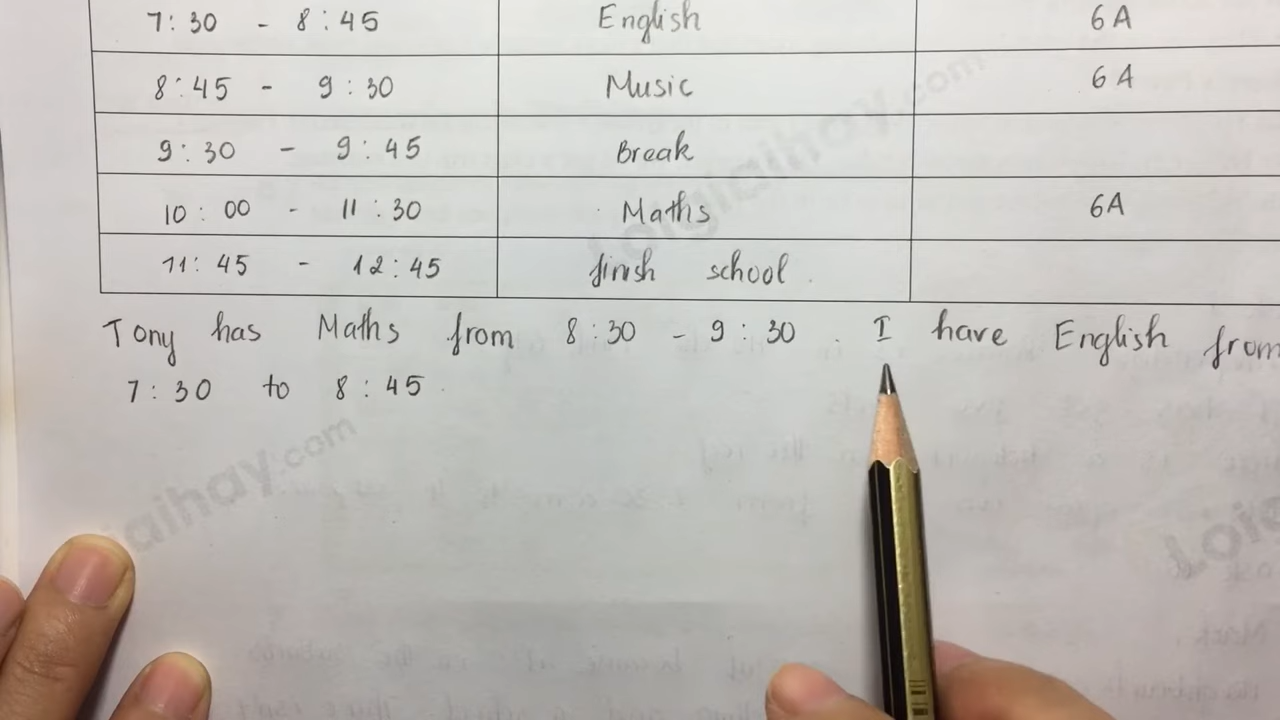 7:30 - 8:45 English 6A
8:45 - 9:30 Music 6A
9:30 - 9:45 Break
10:00 - 11:30 Maths 6A
11:45 - 12:45 finish school.
Tony has Maths from 8:30 - 9:30. I have English from
7:30 to 8:45.
Loigiaihay.com